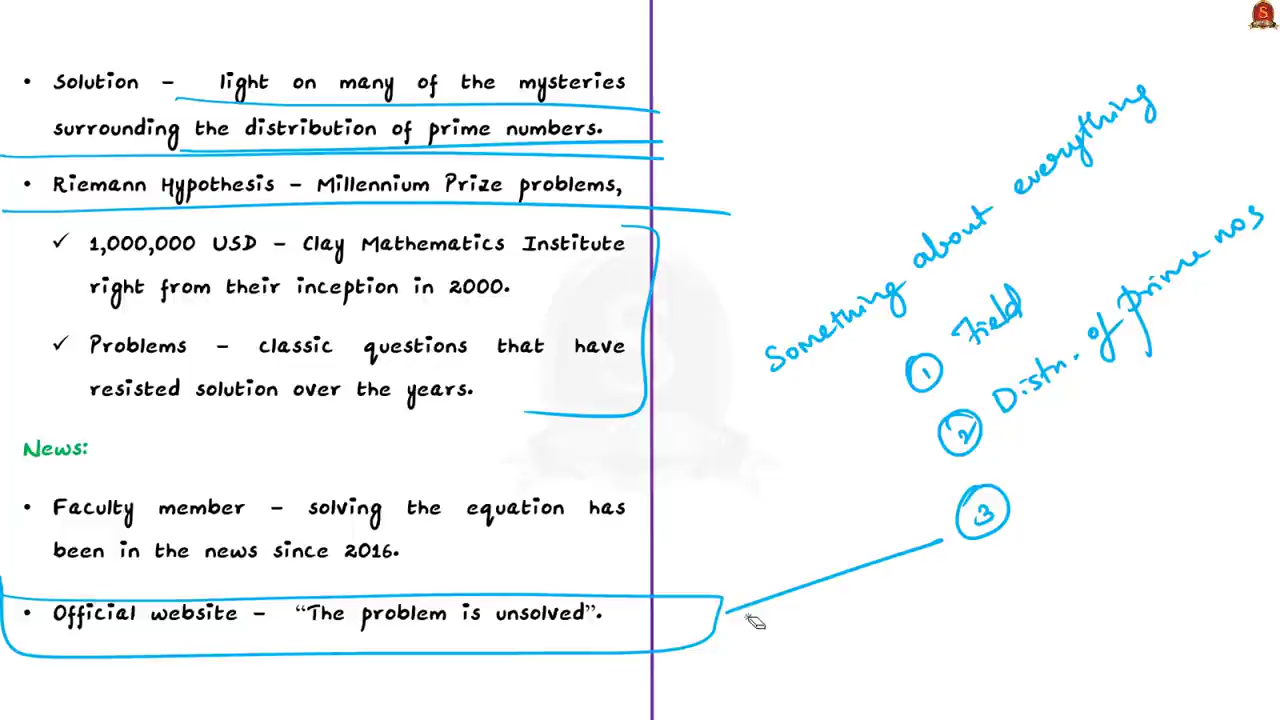 • Solution – light on many of the mysteries
surrounding the distribution of prime numbers.
• Riemann Hypothesis – Millennium Prize problems,
✓ 1,000,000 USD – Clay Mathematics Institute
right from their inception in 2000.
✓ Problems – classic questions that have
resisted solution over the years.
News:
• Faculty member – solving the equation has
been in the news since 2016.
• Official website – “The problem is unsolved”.
Something about everything
① Field
② Distn. of prime nos
③
S